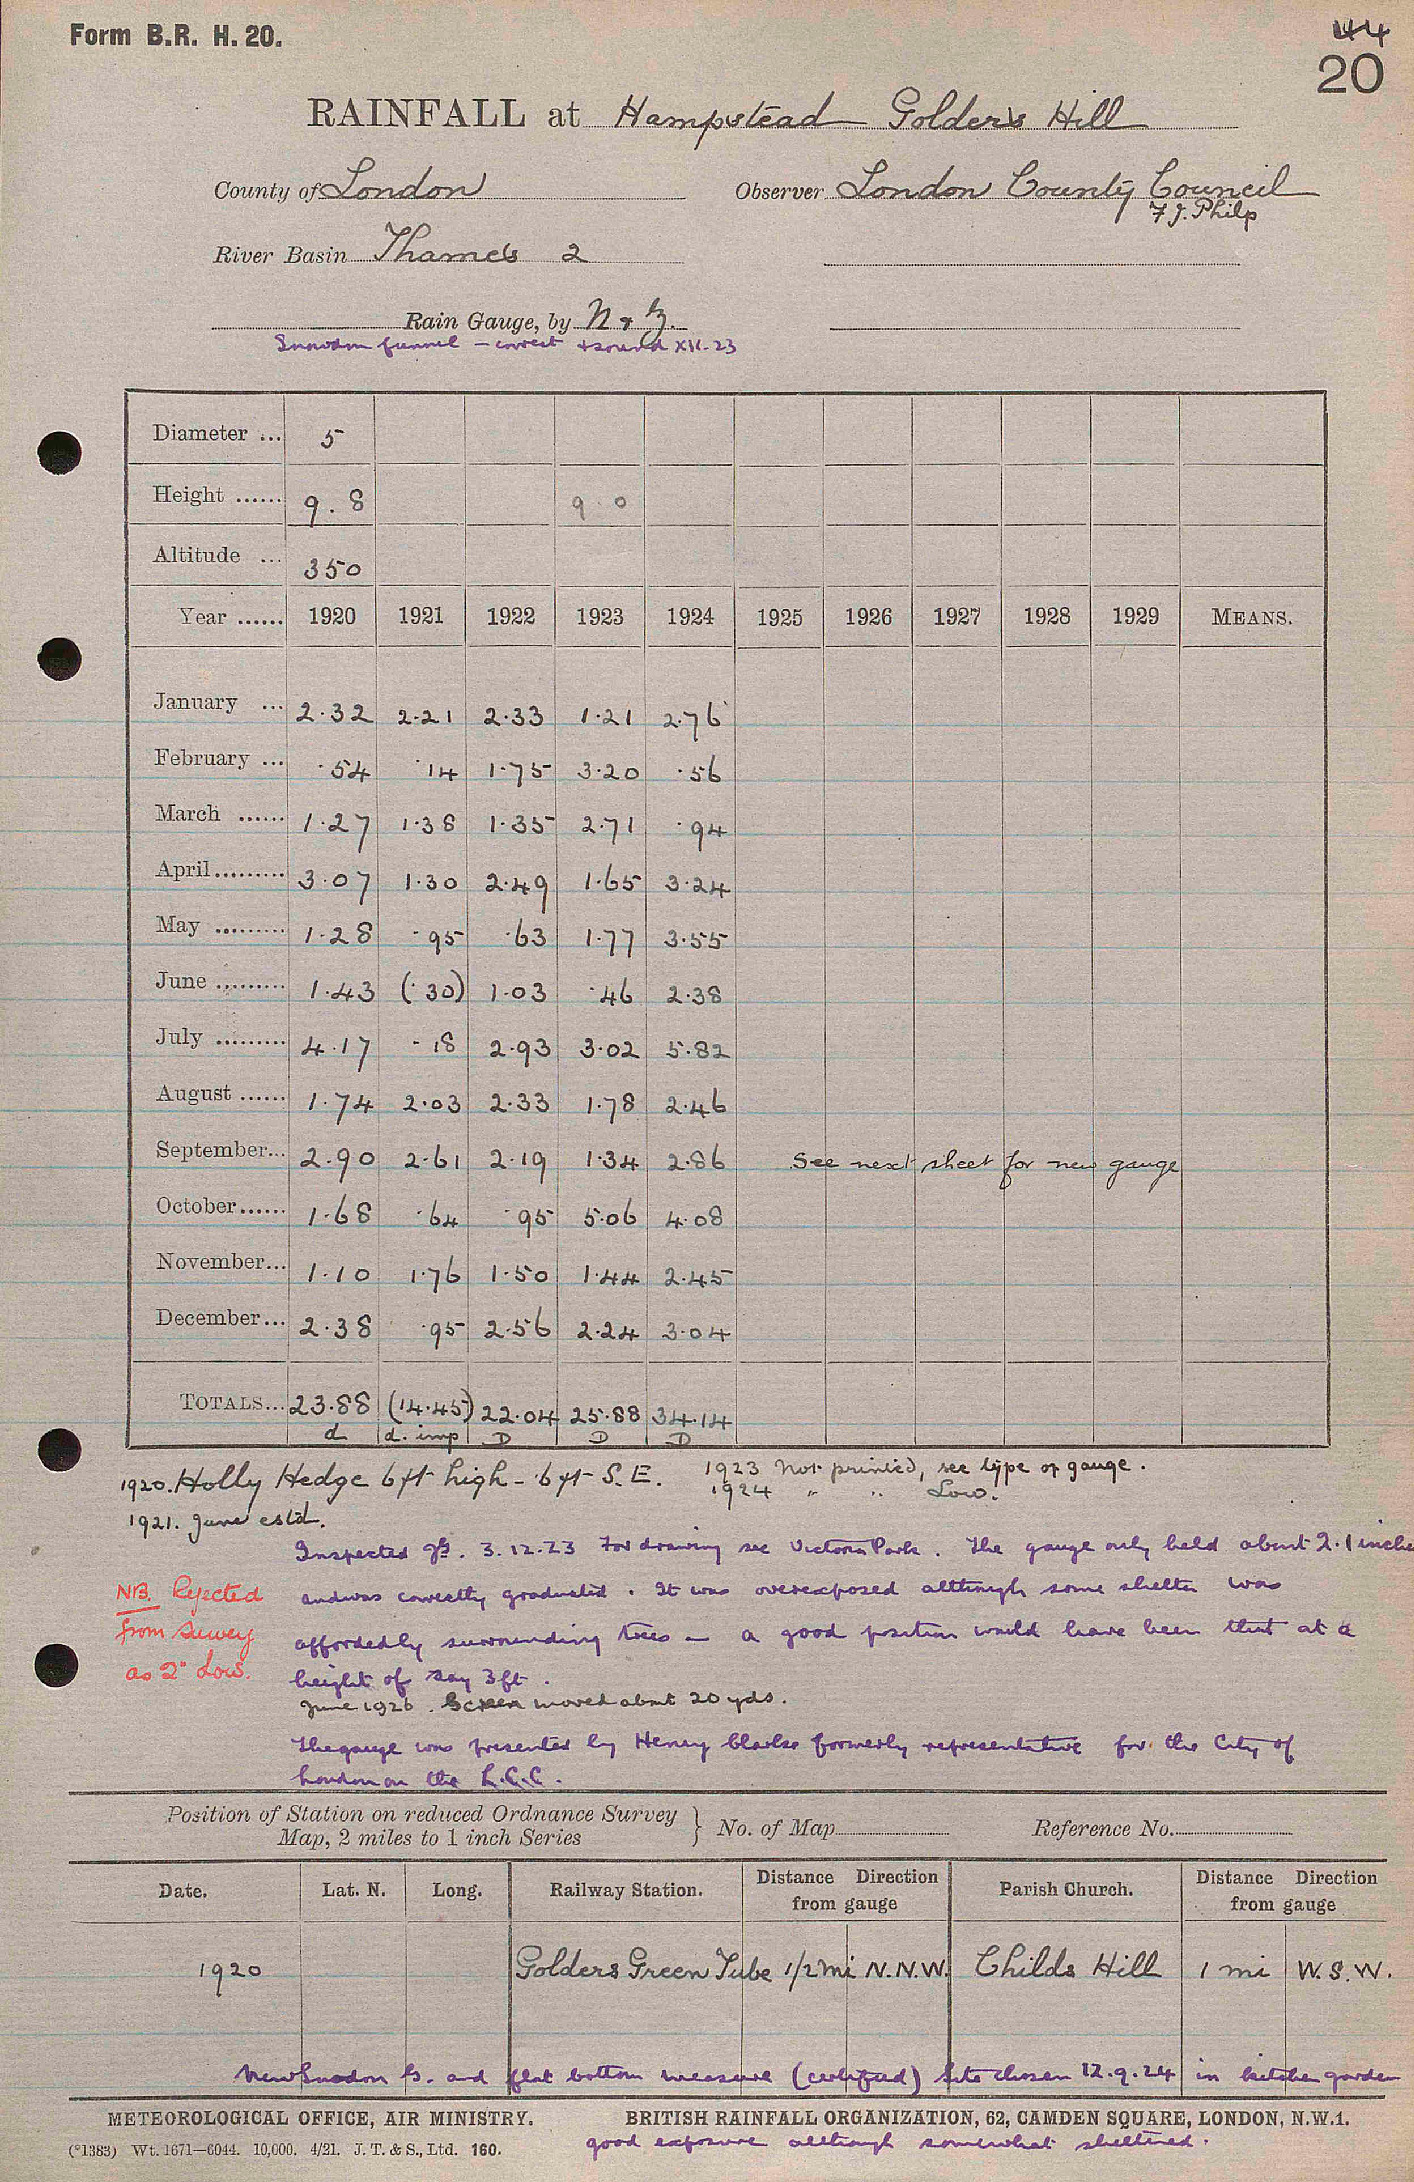 Form B.R. H. 20.
44
20
RAINFALL at Hampstead Golders Hill
County of London Observer London County Council
F. J. Philp
River Basin Thames 2
Rain Gauge, by N & Z.
Snowdon funnel – correct & sound XII.23
Diameter ... 5
Height ...... 9.8 9.0
Altitude ... 350
Year ...... 1920 1921 1922 1923 1924 1925 1926 1927 1928 1929 MEANS.
January ... 2.32 2.21 2.33 1.21 2.76
February ... .54 .14 1.75 3.20 .56
March ...... 1.27 1.38 1.35 2.71 .94
April ......... 3.07 1.30 2.49 1.65 3.24
May ......... 1.28 .95 .63 1.77 3.55
June ......... 1.43 (.30) 1.03 .46 2.38
July ......... 4.17 .18 2.93 3.02 5.82
August ...... 1.74 2.03 2.33 1.78 2.46
September... 2.90 2.61 2.19 1.34 2.86 See next sheet for new gauge
October...... 1.68 .64 .95 5.06 4.08
November... 1.10 1.76 1.50 1.44 2.45
December... 2.38 .95 2.56 2.24 3.04
TOTALS... 23.88 (14.45) 22.04 25.88 34.14
d d. imp D D D
1920. Holly Hedge 6ft high – 6 ft S.E. 1923 Not printed, see type of gauge.
1924 " " Low.
1921. June estd.
Inspected 3.12.23 For drawing see Victoria Park. The gauge only held about 2.1 inche
and was correctly graduated. It was overexposed although some shelter was
afforded by surrounding trees – a good position would have been that at a
height of say 3ft.
NB. Rejected
from Survey
as 2" Low.
June 1926. Screen moved about 20 yds.
The gauge was presented by Henry Clarke formerly representative for the City of
London on the L.C.C.
Position of Station on reduced Ordnance Survey
Map, 2 miles to 1 inch Series } No. of Map Reference No.
Date. Lat. N. Long. Railway Station. Distance Direction from gauge Parish Church. Distance Direction from gauge
1920 Golders Green Tube 1/2 mi N.N.W. Childs Hill 1 mi W.S.W.
New Snodon G. and flat bottom measure (certified) Site chosen 12.9.24 in kitchen garden
METEOROLOGICAL OFFICE, AIR MINISTRY. BRITISH RAINFALL ORGANIZATION, 62, CAMDEN SQUARE, LONDON, N.W.1.
(*1383) Wt. 1671—6044. 10,000. 4/21. J. T. & S., Ltd. 160.
good exposure although somewhat sheltered.